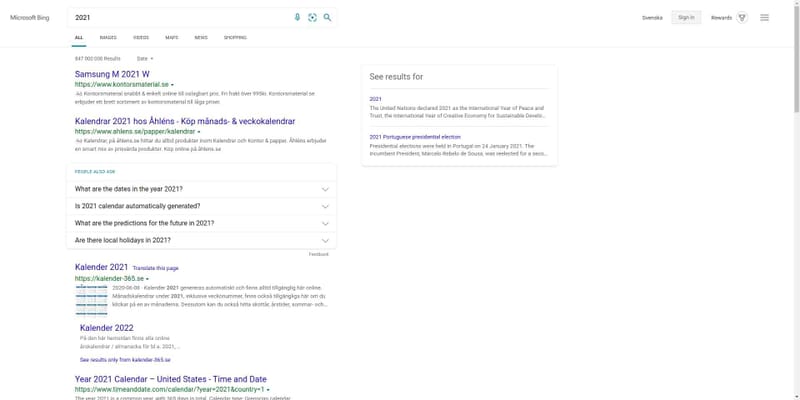 Microsoft Bing
2021
Svenska
Sign in
Rewards
ALL IMAGES VIDEOS MAPS NEWS SHOPPING
847 000 000 Results Date
Samsung M 2021 W
https://www.kontorsmaterial.se
Ad Kontorsmaterial snabbt & enkelt online till oslagbart pris. Fri frakt över 995kr. Kontorsmaterial.se
erbjuder ett brett sortiment av kontorsmaterial till låga priser.
Kalendrar 2021 hos Åhléns - Köp månads- & veckokalendrar
https://www.ahlens.se/papper/kalendrar
Ad Kalendrar, på åhlens.se hittar du alltid produkter inom Kalendrar och Kontor & papper. Åhlens erbjuder
en smart mix av prisvärda produkter. Köp online på åhlens.se
PEOPLE ALSO ASK
What are the dates in the year 2021?
Is 2021 calendar automatically generated?
What are the predictions for the future in 2021?
Are there local holidays in 2021?
Feedback
Kalender 2021 Translate this page
https://kalender-365.se
2020-06-08 · Kalender 2021 genereras automatiskt och finns alltid tillgänglig här online.
Månadskalendrar under 2021, inklusive veckonummer, finns också tillgängliga här om du
klickar på en av månaderna. Dessutom kan du också hitta skottår, årstider, sommar- och...
Kalender 2022
På den här hemsidan finns alla online
årskalendrar / almanacka för bl a. 2021, ...
See results only from kalender-365.se
Year 2021 Calendar – United States - Time and Date
https://www.timeanddate.com/calendar/?year=2021&country=1
The year 2021 is a common year, with 365 days in total. Calendar type: Gregorian calendar.
See results for
2021
The United Nations declared 2021 as the International Year of Peace and
Trust, the International Year of Creative Economy for Sustainable Develo...
2021 Portuguese presidential election
Presidential elections were held in Portugal on 24 January 2021. The
incumbent President, Marcelo Rebelo de Sousa, was reelected for a seco...